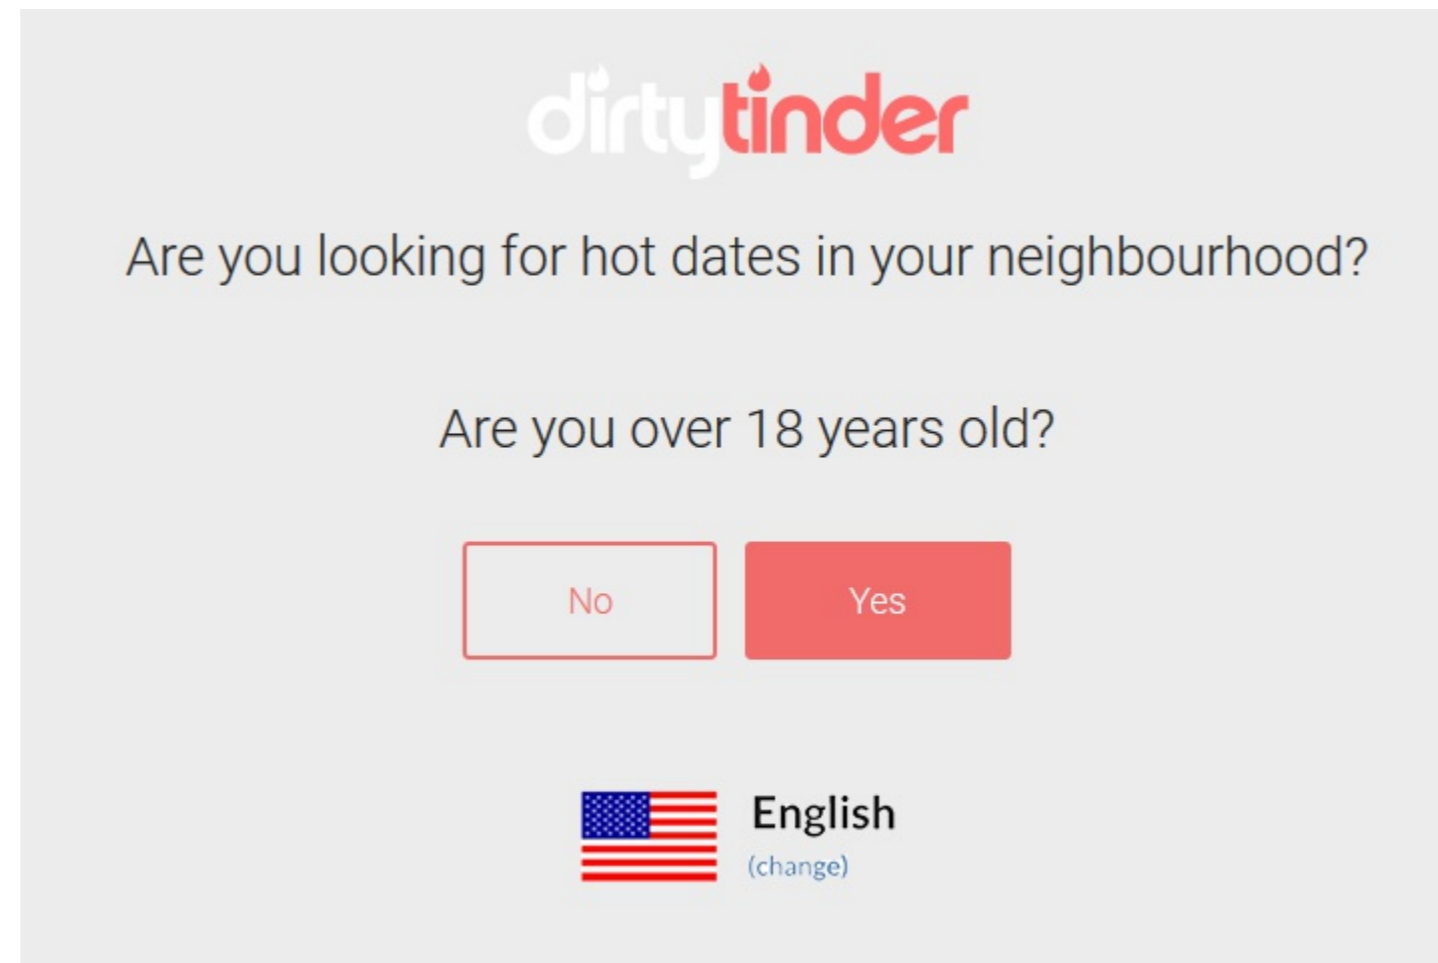 dirtytinder
Are you looking for hot dates in your neighbourhood?
Are you over 18 years old?
No Yes
English
(change)